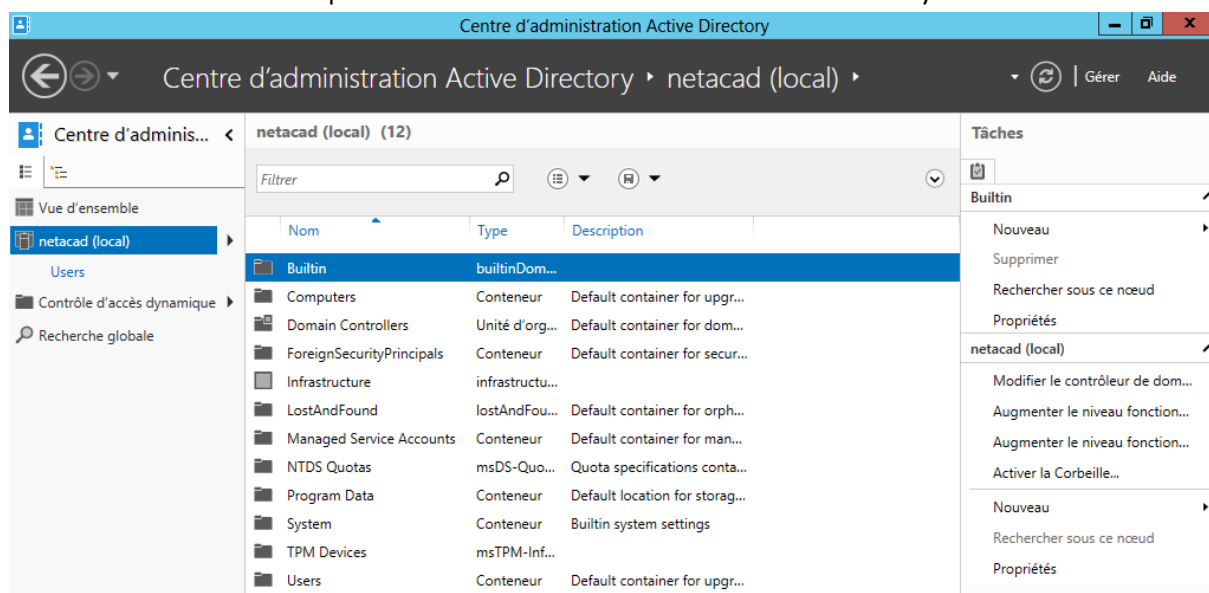 Centre d'administration Active Directory
Centre d'administration Active Directory netacad (local)
Gérer Aide
Centre d'adminis...
Vue d'ensemble
netacad (local)
Users
Contrôle d'accès dynamique
Recherche globale
netacad (local) (12)
Filtrer
Nom Type Description
Builtin builtinDom...
Computers Conteneur Default container for upgr...
Domain Controllers Unité d'org... Default container for dom...
ForeignSecurityPrincipals Conteneur Default container for secur...
Infrastructure infrastructu...
LostAndFound lostAndFou... Default container for orph...
Managed Service Accounts Conteneur Default container for man...
NTDS Quotas msDS-Quo... Quota specifications conta...
Program Data Conteneur Default location for storag...
System Conteneur Builtin system settings
TPM Devices msTPM-Inf...
Users Conteneur Default container for upgr...
Tâches
Builtin
Nouveau
Supprimer
Rechercher sous ce nœud
Propriétés
netacad (local)
Modifier le contrôleur de dom...
Augmenter le niveau fonction...
Augmenter le niveau fonction...
Activer la Corbeille...
Nouveau
Rechercher sous ce nœud
Propriétés